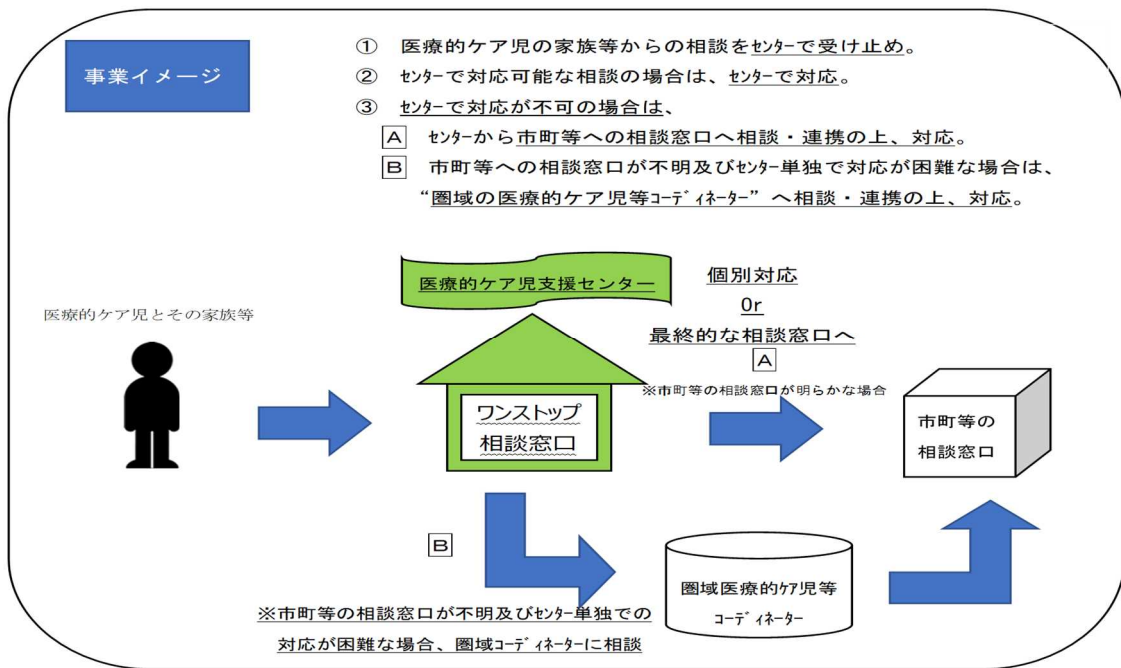 事業イメージ
① 医療的ケア児の家族等からの相談をｾﾝﾀｰで受け止め。
② ｾﾝﾀｰで対応可能な相談の場合は、ｾﾝﾀｰで対応。
③ ｾﾝﾀｰで対応が不可の場合は、
A ｾﾝﾀｰから市町等への相談窓口へ相談・連携の上、対応。
B 市町等への相談窓口が不明及びｾﾝﾀｰ単独で対応が困難な場合は、
“圏域の医療的ケア児等ｺｰﾃﾞｨﾈｰﾀｰ”へ相談・連携の上、対応。
医療的ケア児支援センター
個別対応
Or
最終的な相談窓口へ
A
※市町等の相談窓口が明らかな場合
医療的ケア児とその家族等
ワンストップ
相談窓口
市町等の
相談窓口
B
圏域医療的ｹｱ児等
ｺｰﾃﾞｨﾈｰﾀｰ
※市町等の相談窓口が不明及びｾﾝﾀｰ単独での
対応が困難な場合、圏域ｺｰﾃﾞｨﾈｰﾀｰに相談